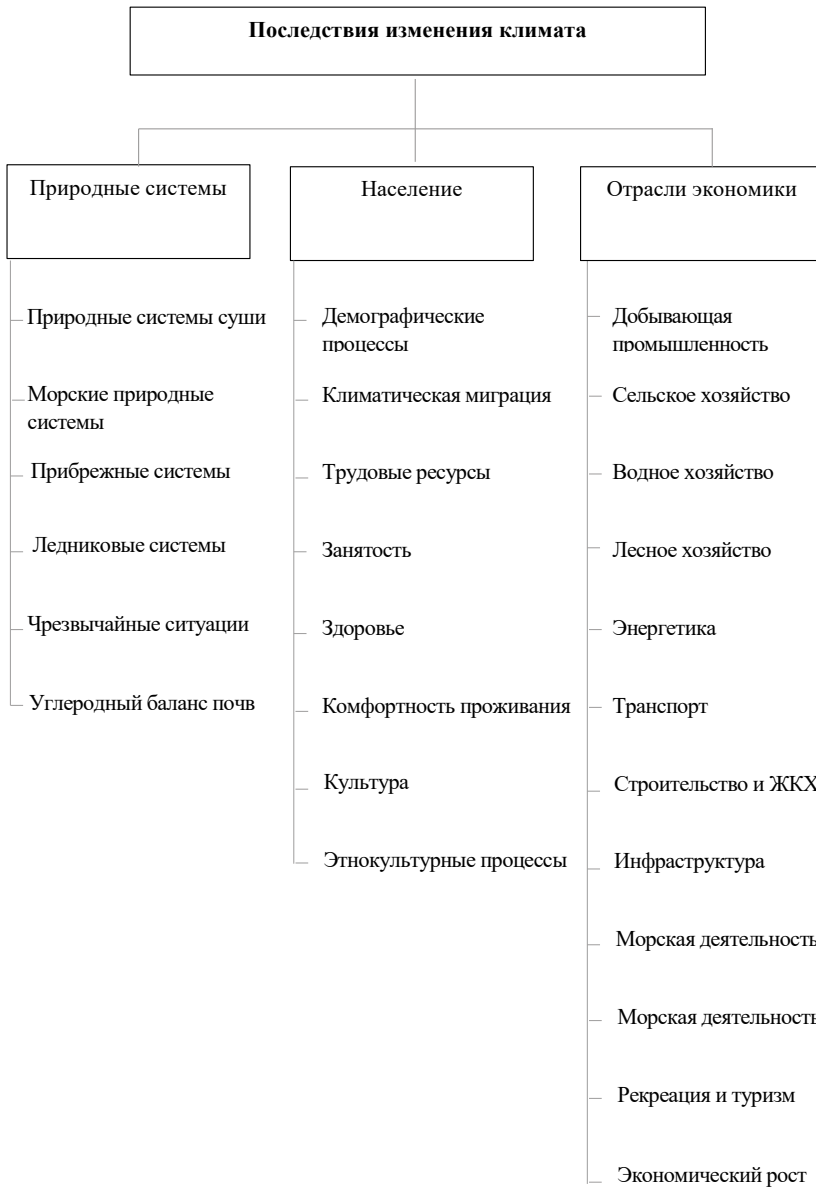 Последствия изменения климата
Природные системы
Население
Отрасли экономики
Природные системы суши
Морские природные
системы
Прибрежные системы
Ледниковые системы
Чрезвычайные ситуации
Углеродный баланс почв
Демографические
процессы
Климатическая миграция
Трудовые ресурсы
Занятость
Здоровье
Комфортность проживания
Культура
Этнокультурные процессы
Добывающая
промышленность
Сельское хозяйство
Водное хозяйство
Лесное хозяйство
Энергетика
Транспорт
Строительство и ЖКХ
Инфраструктура
Морская деятельность
Морская деятельность
Рекреация и туризм
Экономический рост